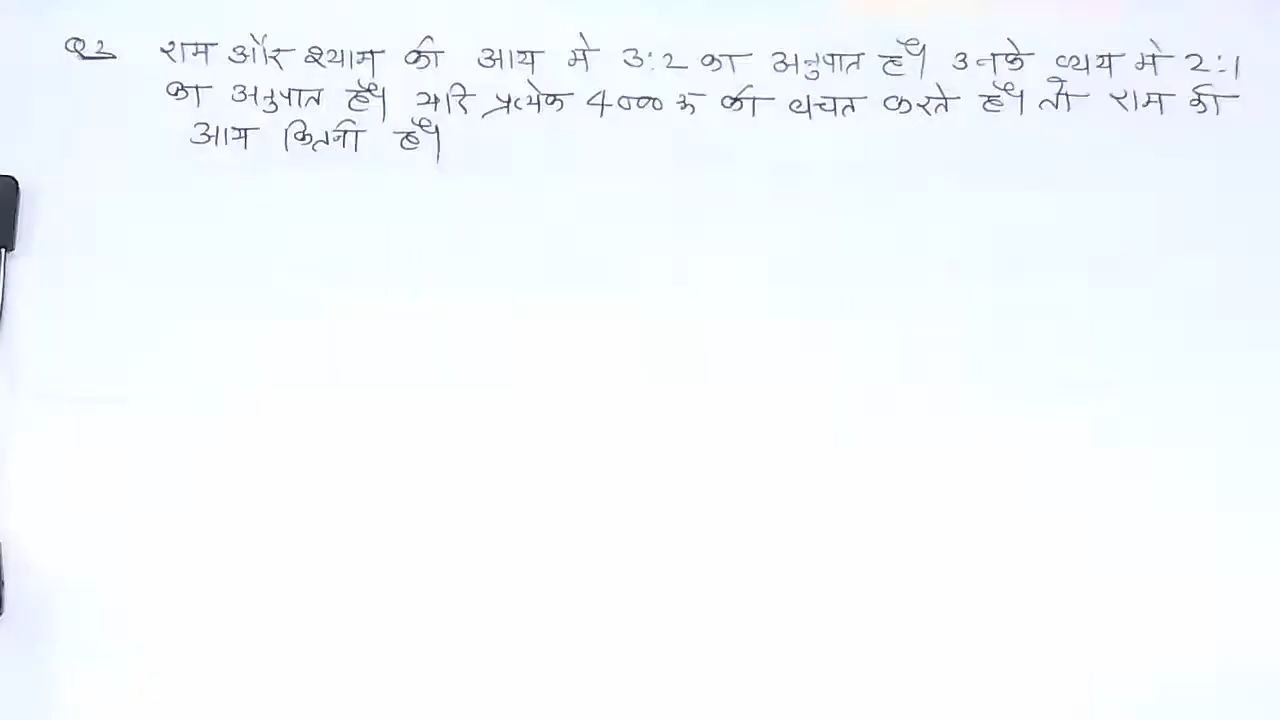 Q2 राम और श्याम की आय मे 3:2 का अनुपात है। उनके व्यय मे 2:1
का अनुपात है। यदि प्रत्येक 4000 रू की बचत करते है। तो राम की
आय कितनी है।